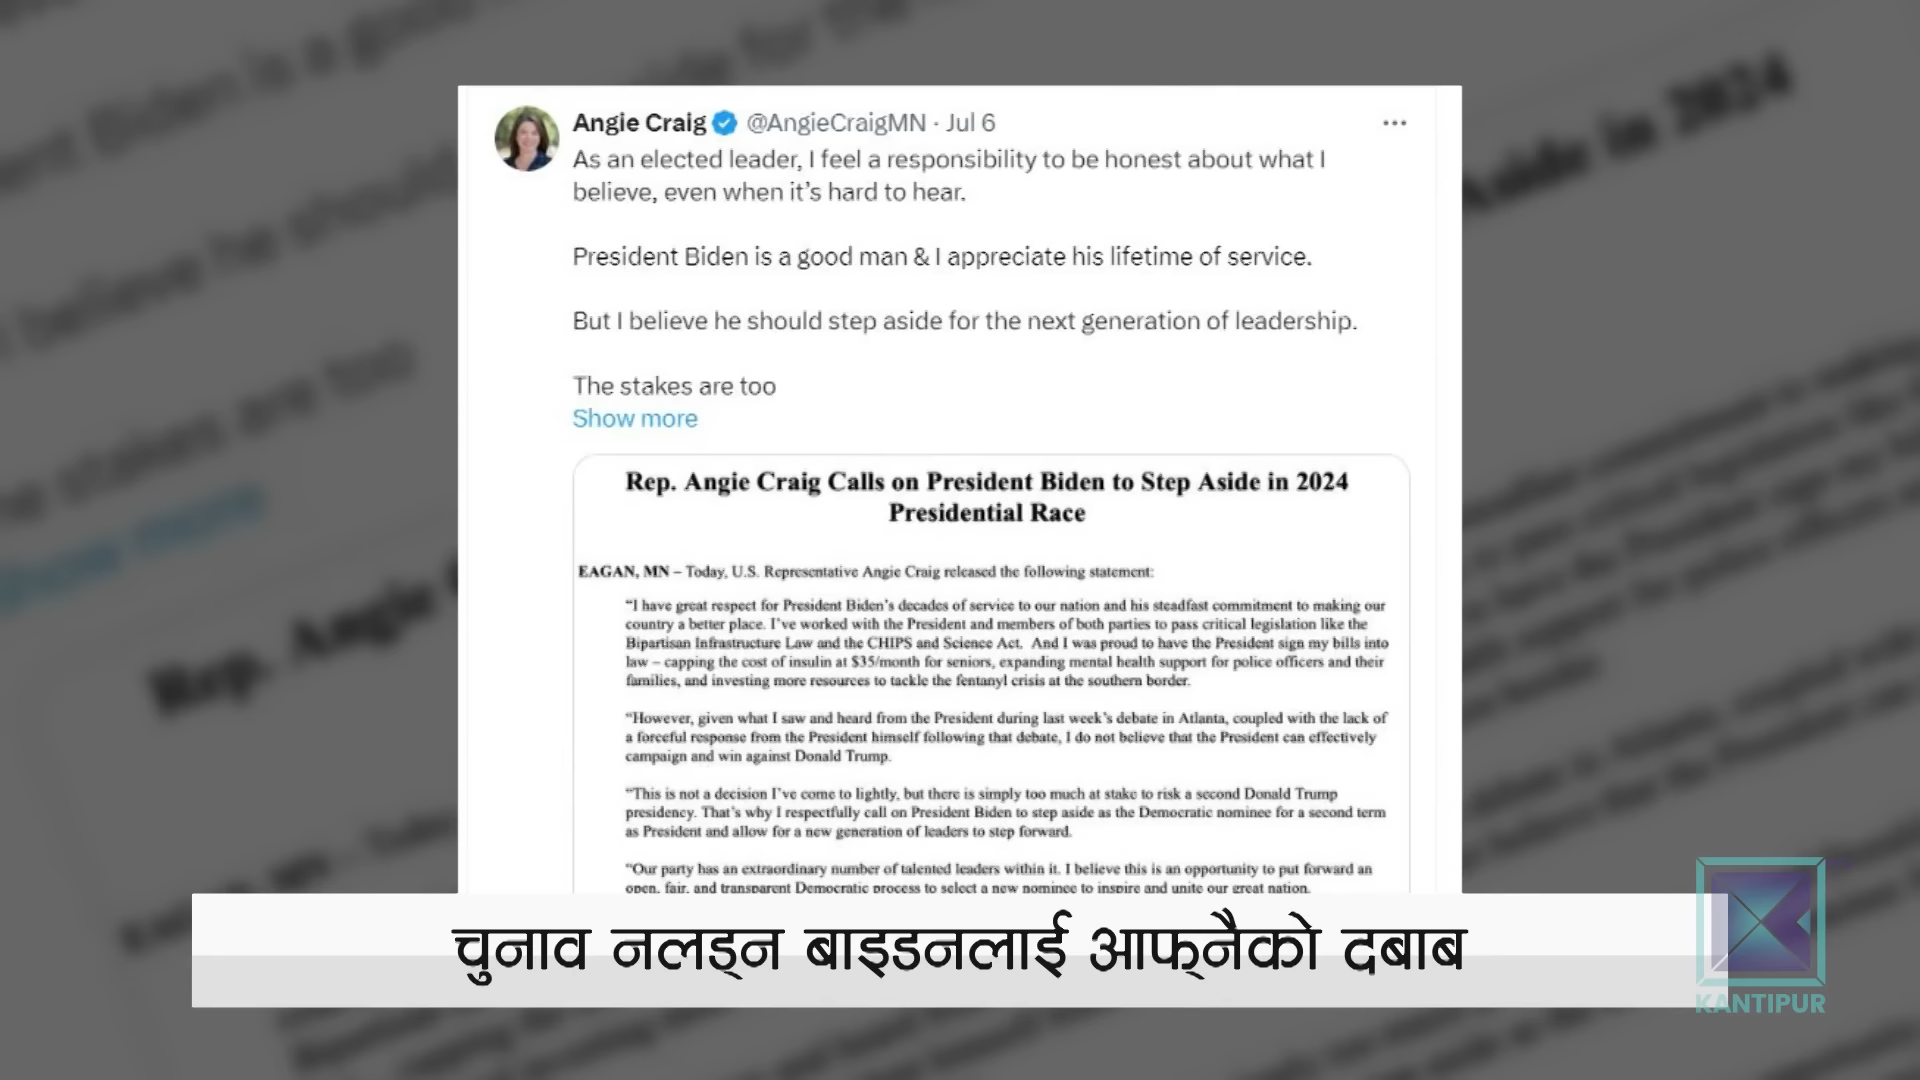 Angie Craig @AngieCraigMN · Jul 6
As an elected leader, I feel a responsibility to be honest about what I
believe, even when it's hard to hear.
President Biden is a good man & I appreciate his lifetime of service.
But I believe he should step aside for the next generation of leadership.
The stakes are too
Show more
Rep. Angie Craig Calls on President Biden to Step Aside in 2024
Presidential Race
EAGAN, MN – Today, U.S. Representative Angie Craig released the following statement:
"I have great respect for President Biden's decades of service to our nation and his steadfast commitment to making our
country a better place. I've worked with the President and members of both parties to pass critical legislation like the
Bipartisan Infrastructure Law and the CHIPS and Science Act. And I was proud to have the President sign my bills into
law – capping the cost of insulin at $35/month for seniors, expanding mental health support for police officers and their
families, and investing more resources to tackle the fentanyl crisis at the southern border.
"However, given what I saw and heard from the President during last week's debate in Atlanta, coupled with the lack of
a forceful response from the President himself following that debate, I do not believe that the President can effectively
campaign and win against Donald Trump.
"This is not a decision I've come to lightly, but there is simply too much at stake to risk a second Donald Trump
presidency. That's why I respectfully call on President Biden to step aside as the Democratic nominee for a second term
as President and allow for a new generation of leaders to step forward.
"Our party has an extraordinary number of talented leaders within it. I believe this is an opportunity to put forward an
open, fair, and transparent Democratic process to select a new nominee to inspire and unite our great nation.
चुनाव नलड्न बाइडनलाई आफ्नैको दबाब
KANTIPUR